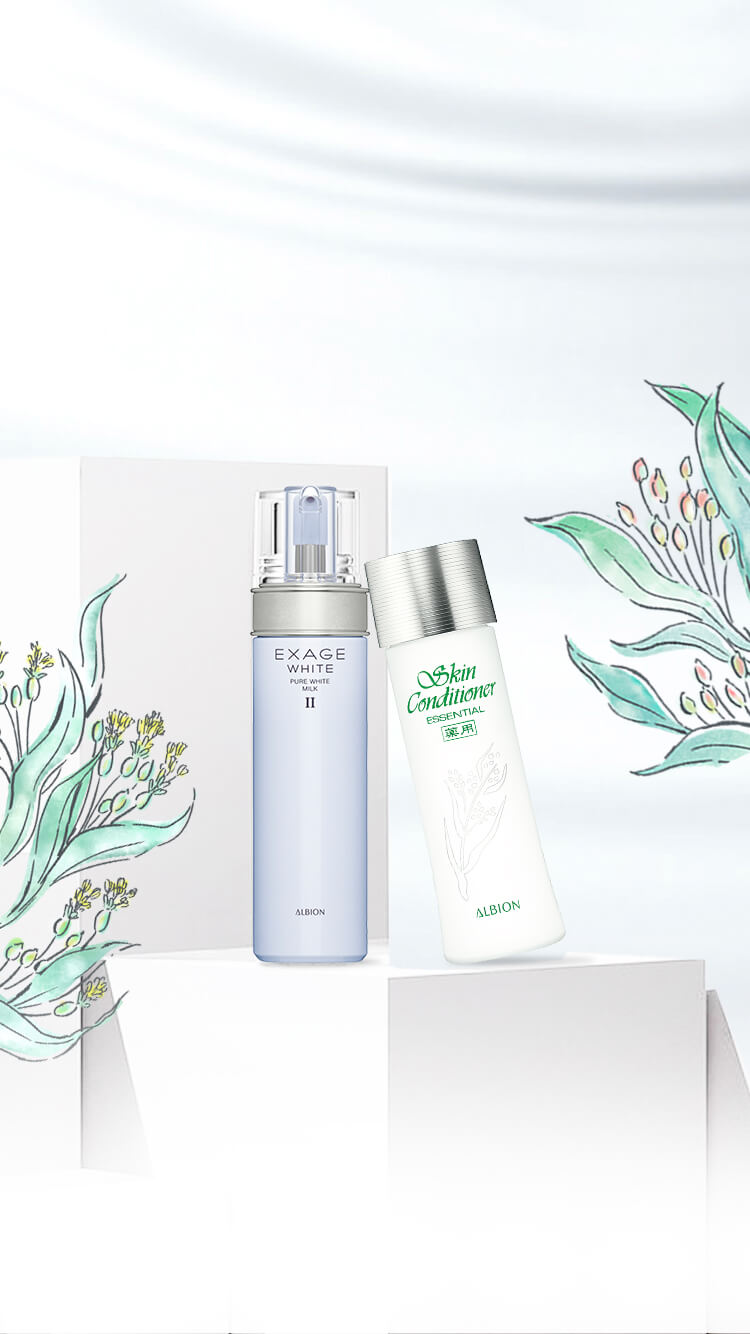 EXAGE
WHITE
PURE WHITE
MILK
II
ALBION
Skin
Conditioner
ESSENTIAL
薬用
ALBION